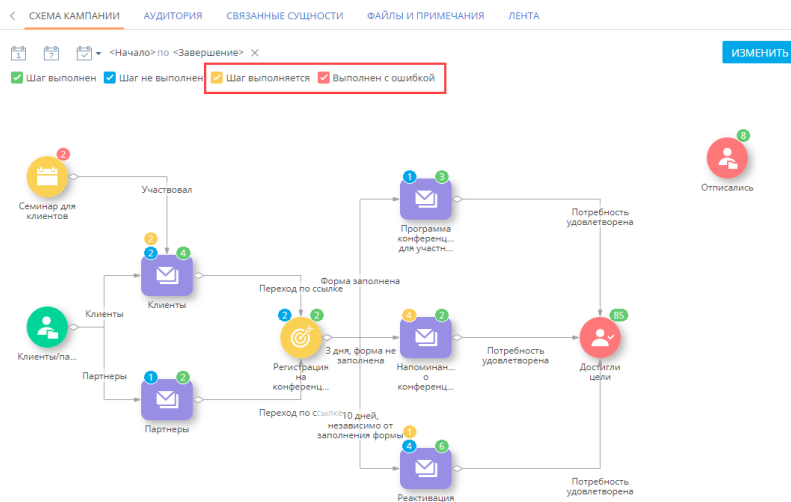 СХЕМА КАМПАНИИ АУДИТОРИЯ СВЯЗАННЫЕ СУЩНОСТИ ФАЙЛЫ И ПРИМЕЧАНИЯ ЛЕНТА
1 7 <Начало> по <Завершение> ИЗМЕНИТЬ
Шаг выполнен Шаг не выполнен Шаг выполняется Выполнен с ошибкой
8
Отписались
2
Семинар для
клиентов
Участвовал
1 3
Программа
конференц...
для участн...
Потребность
удовлетворена
2
2 4
Клиенты
Переход по ссылке
Форма заполнена
Клиенты
Клиенты/па...
Партнеры
2 2
Регистрация
на
конференц...
3 дня, форма не
заполнена
4 2
Напоминан...
о
конференц...
Потребность
удовлетворена
85
Достигли
цели
1 2
Партнеры
Переход по ссылке
10 дней,
независимо от
заполнения формы
1
4 6
Реактивация
Потребность
удовлетворена